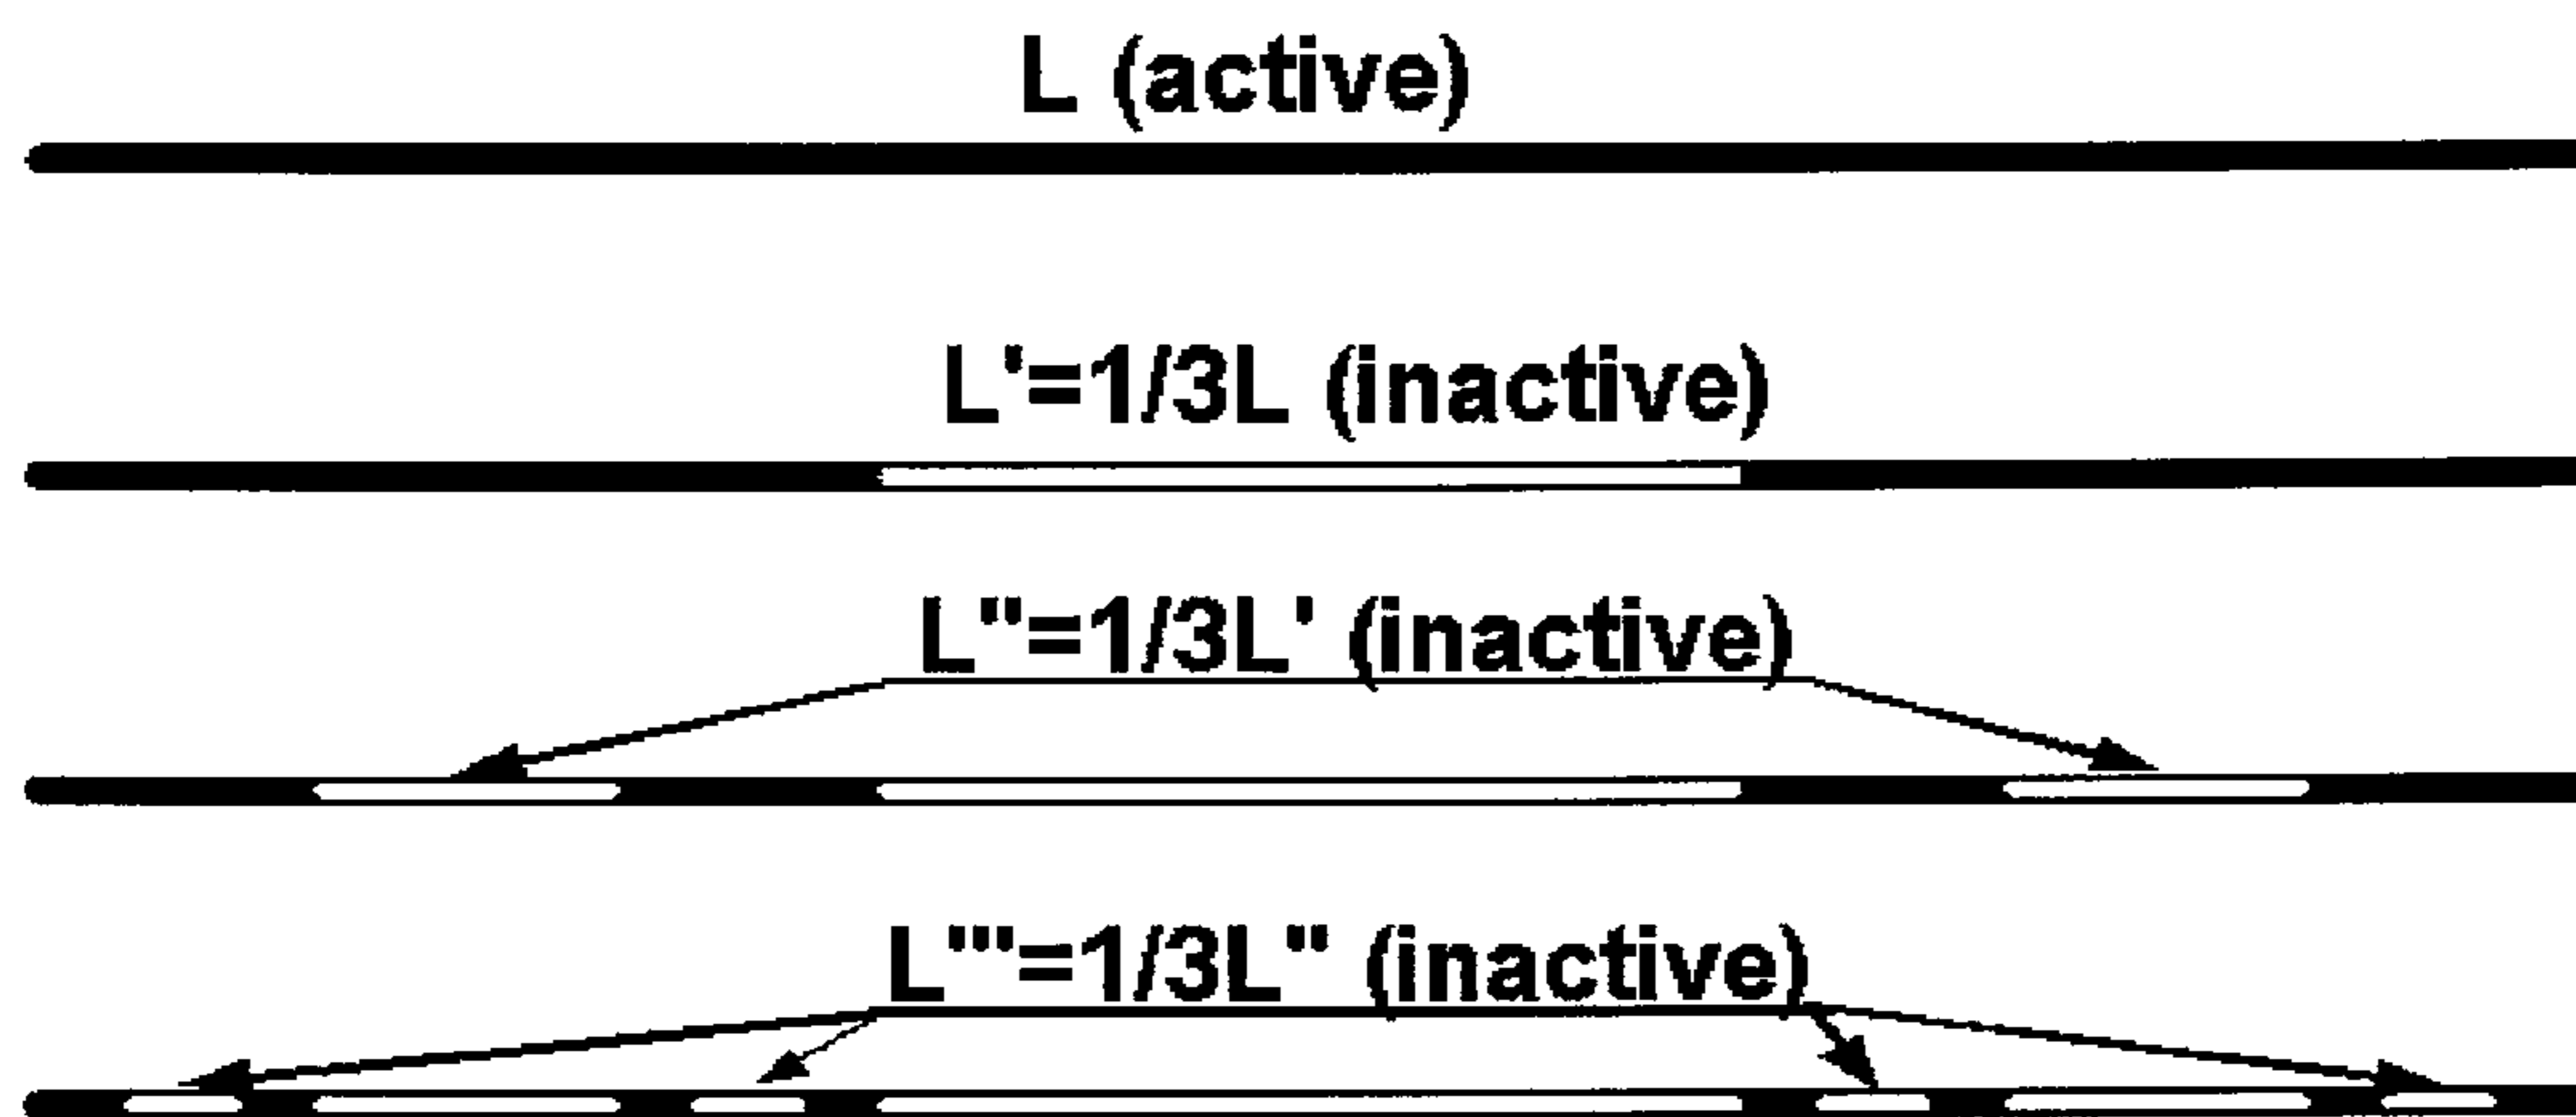 L (active)
L'=1/3L (inactive)
L"=1/3L' (inactive)
L'"=1/3L" (inactive)